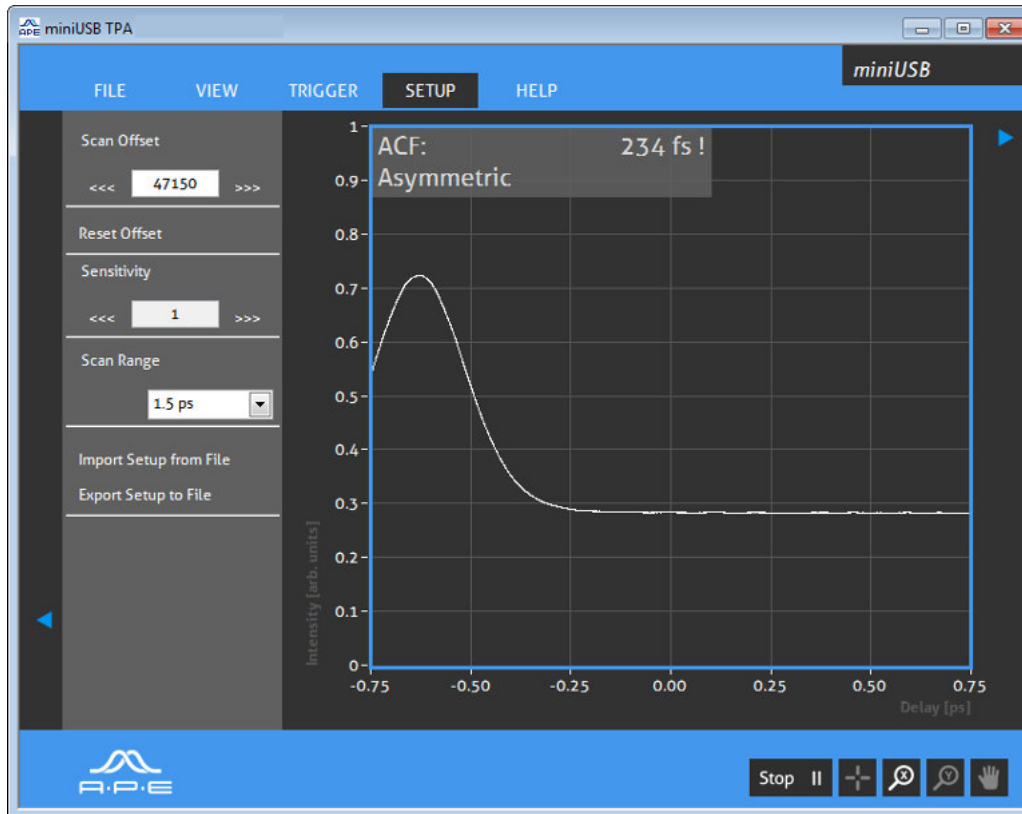 APE miniUSB TPA
miniUSB
FILE VIEW TRIGGER SETUP HELP
Scan Offset
<<< 47150 >>>
Reset Offset
Sensitivity
<<< 1 >>>
Scan Range
1.5 ps
Import Setup from File
Export Setup to File
ACF: 234 fs !
Asymmetric
1
0.9
0.8
0.7
0.6
0.5
0.4
0.3
0.2
0.1
0
Intensity [arb. units]
-0.75 -0.50 -0.25 0.00 0.25 0.50 0.75
Delay [ps]
A·P·E
Stop
X
Y